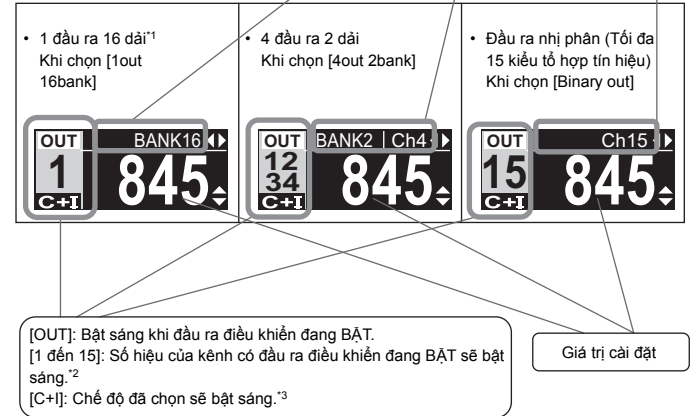 • 1 đầu ra 16 dải*1
Khi chọn [1out
16bank]
• 4 đầu ra 2 dải
Khi chọn [4out 2bank]
• Đầu ra nhị phân (Tối đa
15 kiểu tổ hợp tín hiệu)
Khi chọn [Binary out]
OUT BANK16
1 845
C+I
OUT BANK2 | Ch4
12
34 845
C+I
OUT Ch15
15 845
C+I
[OUT]: Bật sáng khi đầu ra điều khiển đang BẬT.
[1 đến 15]: Số hiệu của kênh có đầu ra điều khiển đang BẬT sẽ bật
sáng.*2
[C+I]: Chế độ đã chọn sẽ bật sáng.*3
Giá trị cài đặt